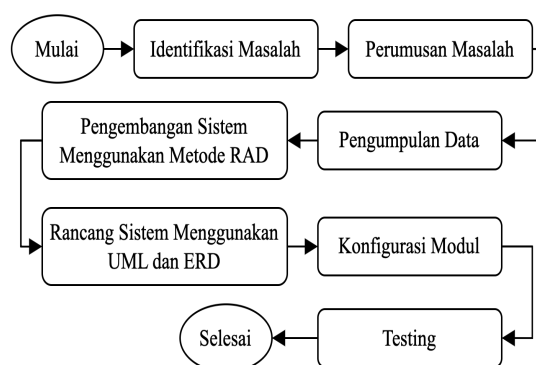 Mulai
Identifikasi Masalah
Perumusan Masalah
Pengumpulan Data
Pengembangan Sistem
Menggunakan Metode RAD
Rancang Sistem Menggunakan
UML dan ERD
Konfigurasi Modul
Testing
Selesai